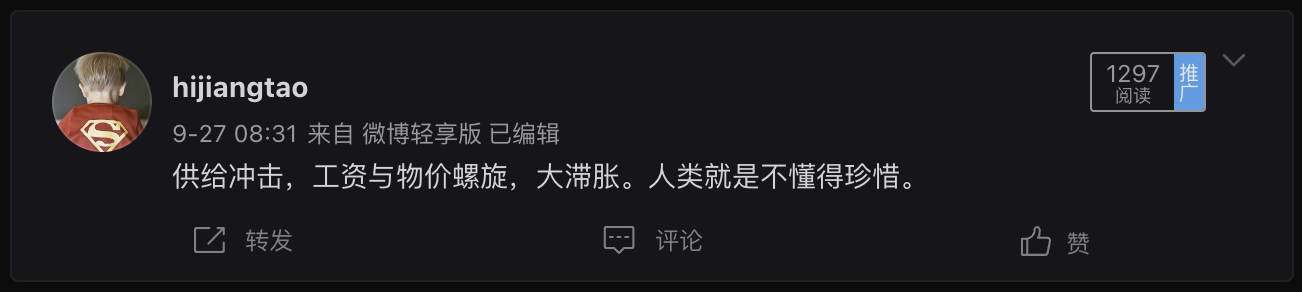 hijiangtao
1297
阅读
推广
9-27 08:31 来自 微博轻享版 已编辑
供给冲击，工资与物价螺旋，大滞胀。人类就是不懂得珍惜。
转发
评论
赞